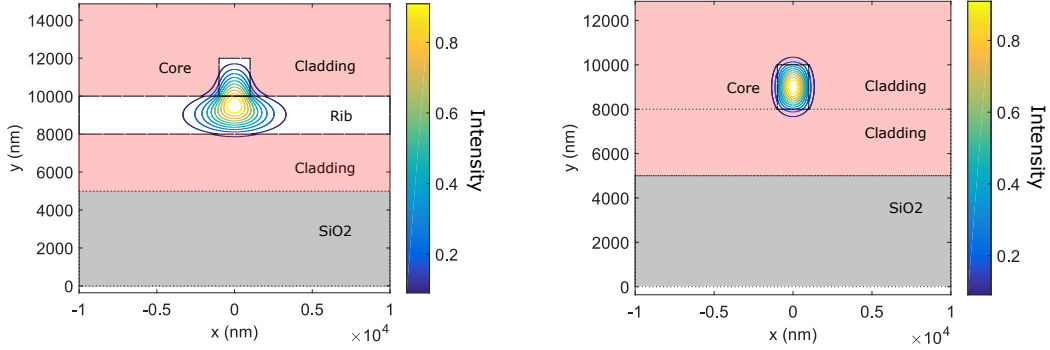 14000
12000
10000
8000
6000
4000
2000
0
y (nm)
Core
Cladding
Rib
Cladding
SiO2
-1
-0.5
0
0.5
1
x (nm)
×10^4
0.8
0.6
0.4
0.2
Intensity
12000
10000
8000
6000
4000
2000
0
y (nm)
Core
Cladding
Cladding
SiO2
-1
-0.5
0
0.5
1
x (nm)
×10^4
0.8
0.6
0.4
0.2
Intensity